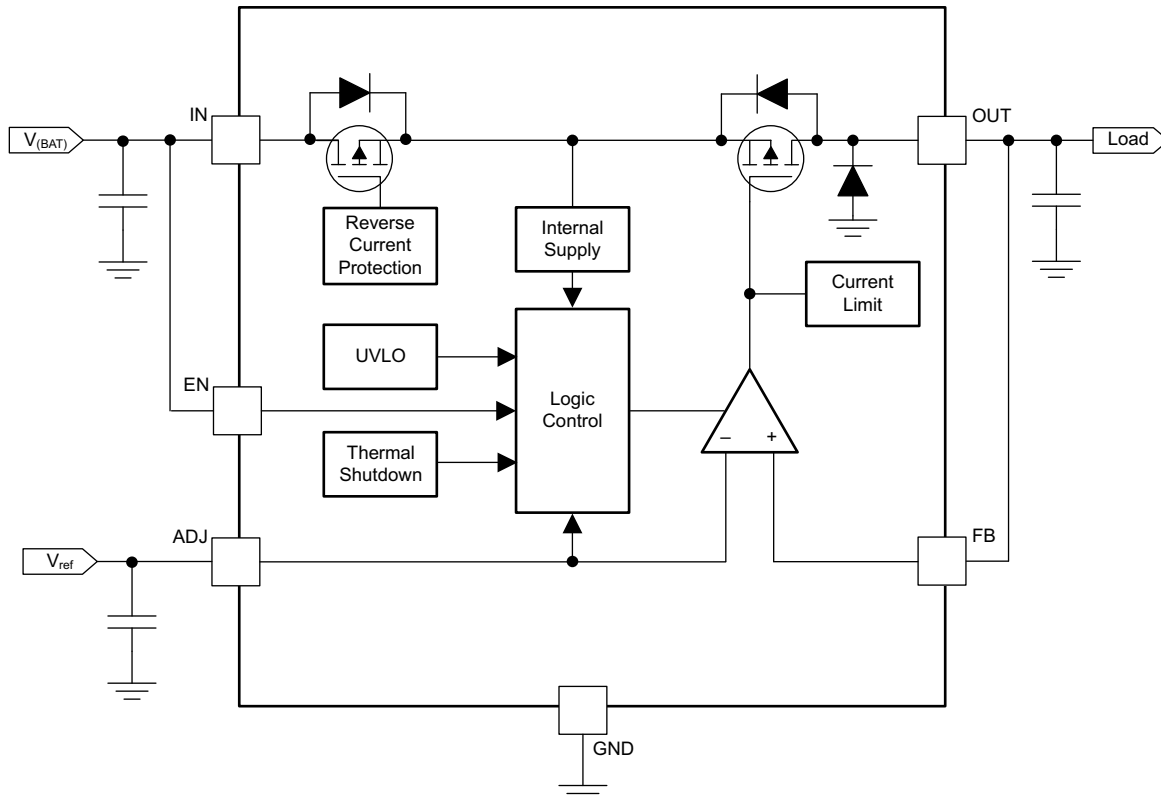 IN
OUT
V(BAT)
Load
Reverse
Current
Protection
Internal
Supply
Current
Limit
UVLO
EN
Logic
Control
– +
Thermal
Shutdown
ADJ
FB
Vref
GND